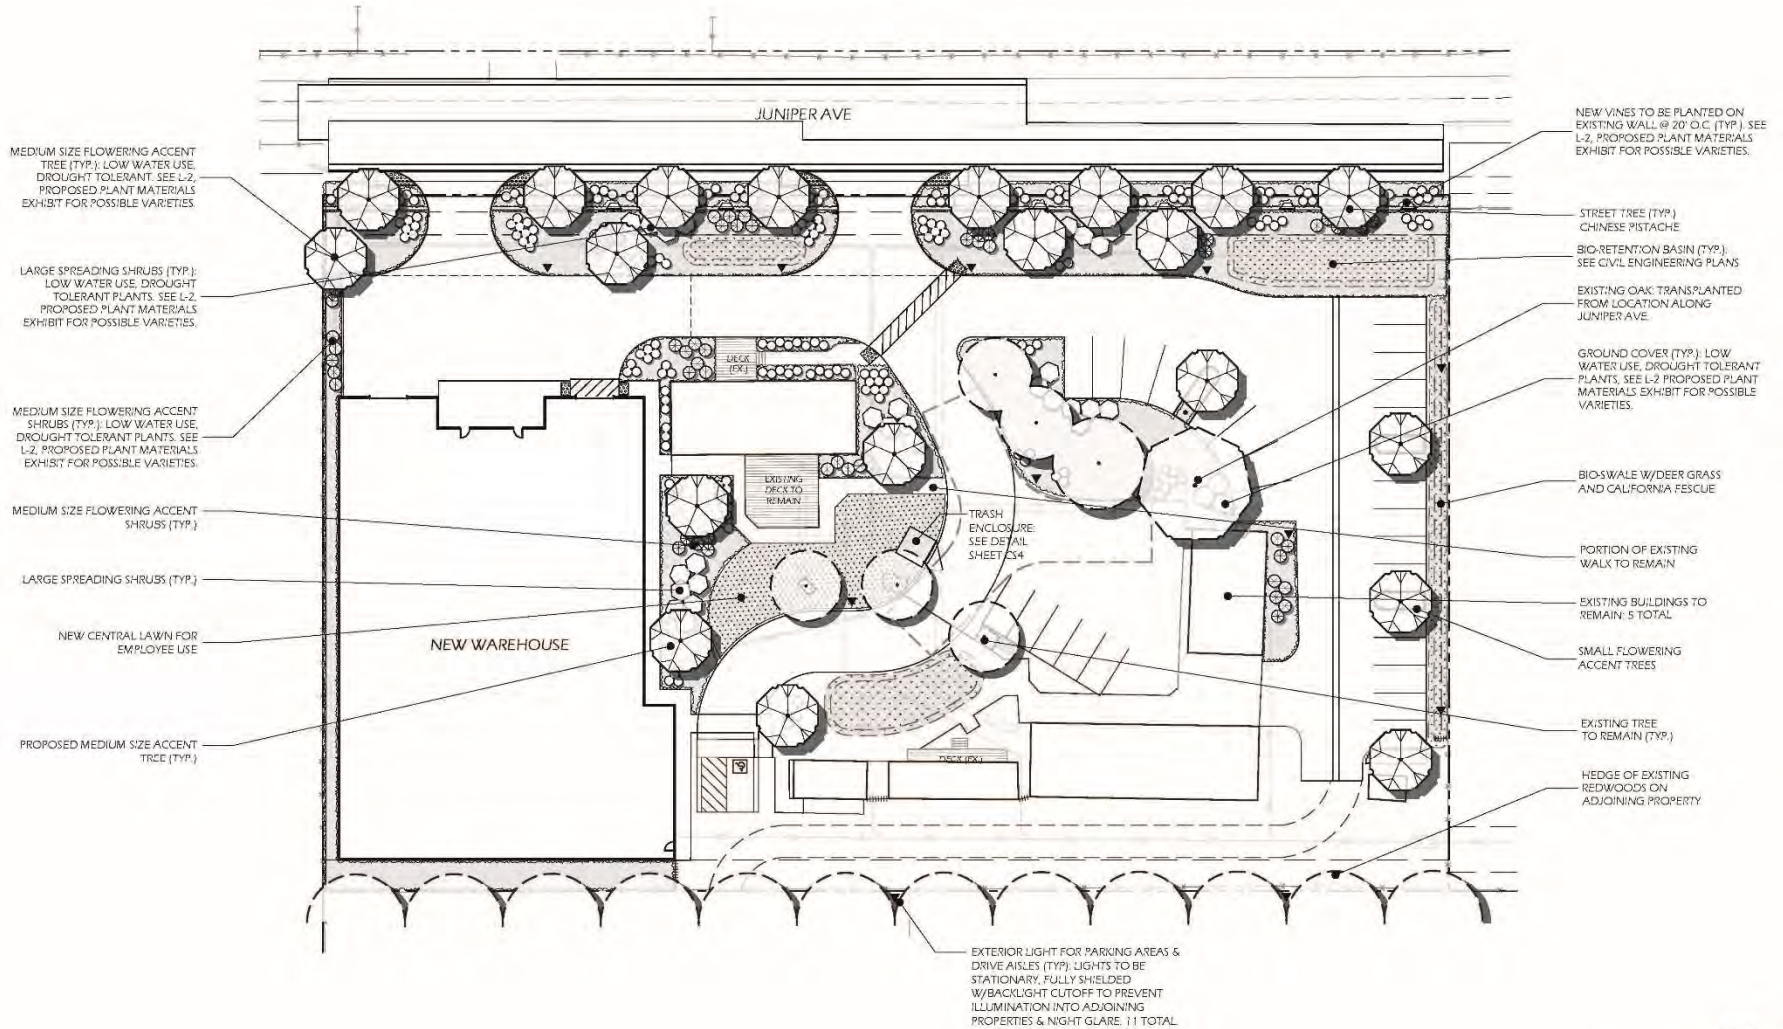 JUNIPER AVE
MEDIUM SIZE FLOWERING ACCENT
TREE (TYP.): LOW WATER USE,
DROUGHT TOLERANT. SEE L-2,
PROPOSED PLANT MATERIALS
EXHIBIT FOR POSSIBLE VARIETIES.
LARGE SPREADING SHRUBS (TYP.):
LOW WATER USE, DROUGHT
TOLERANT PLANTS. SEE L-2,
PROPOSED PLANT MATERIALS
EXHIBIT FOR POSSIBLE VARIETIES.
MEDIUM SIZE FLOWERING ACCENT
SHRUBS (TYP.): LOW WATER USE,
DROUGHT TOLERANT PLANTS. SEE
L-2, PROPOSED PLANT MATERIALS
EXHIBIT FOR POSSIBLE VARIETIES.
MEDIUM SIZE FLOWERING ACCENT
SHRUBS (TYP.)
LARGE SPREADING SHRUBS (TYP.)
NEW CENTRAL LAWN FOR
EMPLOYEE USE
PROPOSED MEDIUM SIZE ACCENT
TREE (TYP.)
DECK
(EX.)
EXISTING
DECK TO
REMAIN
TRASH
ENCLOSURE:
SEE DETAIL
SHEET CS4
NEW WAREHOUSE
DECK (EX.)
NEW VINES TO BE PLANTED ON
EXISTING WALL @ 20' O.C. (TYP.). SEE
L-2, PROPOSED PLANT MATERIALS
EXHIBIT FOR POSSIBLE VARIETIES.
STREET TREE (TYP.)
CHINESE PISTACHE
BIO-RETENTION BASIN (TYP.):
SEE CIVIL ENGINEERING PLANS
EXISTING OAK: TRANSPLANTED
FROM LOCATION ALONG
JUNIPER AVE.
GROUND COVER (TYP.): LOW
WATER USE, DROUGHT TOLERANT
PLANTS, SEE L-2 PROPOSED PLANT
MATERIALS EXHIBIT FOR POSSIBLE
VARIETIES.
BIO-SWALE W/DEER GRASS
AND CALIFORNIA FESCUE
PORTION OF EXISTING
WALK TO REMAIN
EXISTING BUILDINGS TO
REMAIN: 5 TOTAL
SMALL FLOWERING
ACCENT TREES
EXISTING TREE
TO REMAIN (TYP.)
HEDGE OF EXISTING
REDWOODS ON
ADJOINING PROPERTY
EXTERIOR LIGHT FOR PARKING AREAS &
DRIVE AISLES (TYP): LIGHTS TO BE
STATIONARY, FULLY SHIELDED
W/BACKLIGHT CUTOFF TO PREVENT
ILLUMINATION INTO ADJOINING
PROPERTIES & NIGHT GLARE. 11 TOTAL